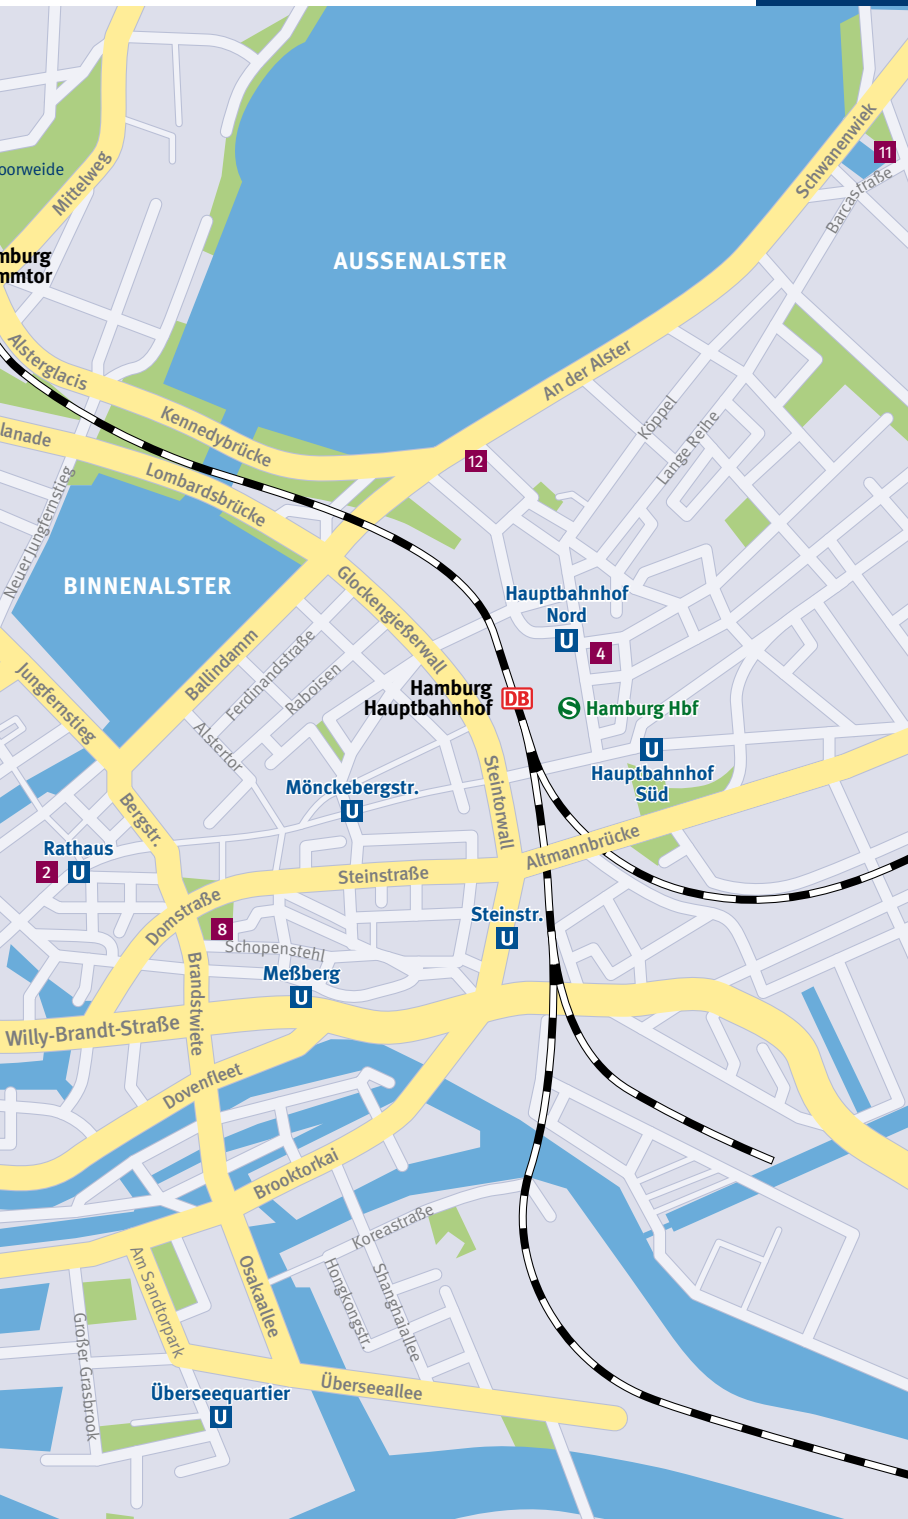 Schwanenwiek
11
Barcastraße
oorweide
Mittelweg
mburg
mmtor
AUSSENALSTER
Alsterglacis
An der Alster
Kennedybrücke
Köppel
Lange Reihe
lanade
12
Lombardsbrücke
Neuer Jungfernstieg
BINNENALSTER
Glockengießerwall
Hauptbahnhof
Nord
U
4
Ballindamm
Ferdinandstraße
Raboisen
Jungfernstieg
Hamburg
Hauptbahnhof
DB
S Hamburg Hbf
Alstertor
U
Hauptbahnhof
Süd
Steintorwall
Mönckebergstr.
U
Bergstr.
Altmannbrücke
Rathaus
2 U
Steinstraße
Domstraße
8
Steinstr.
U
Schopenstehl
Meßberg
U
Brandstwiete
Willy-Brandt-Straße
Dovenfleet
Brooktorkai
Koreastraße
Am Sandtorpark
Osakaallee
Hongkongstr.
Shanghaiallee
Großer Grasbrook
Überseeallee
Überseequartier
U